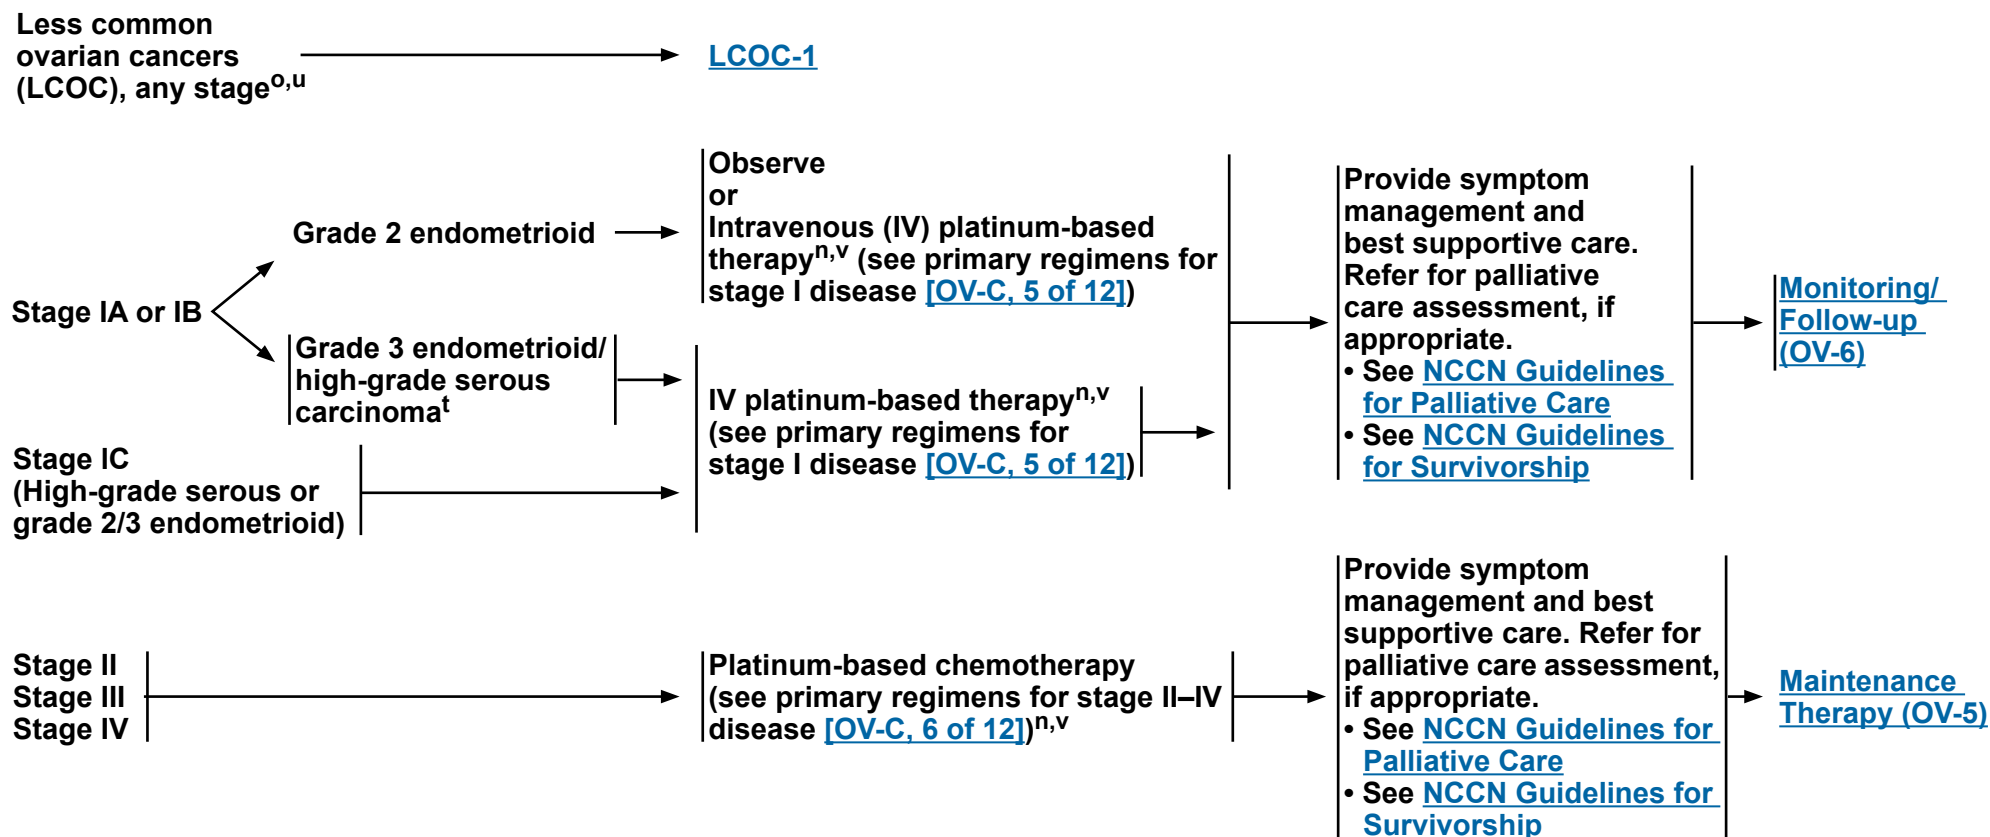 Less common
ovarian cancers
(LCOC), any stage^o,u
LCOC-1
Stage IA or IB
Grade 2 endometrioid
Observe
or
Intravenous (IV) platinum-based
therapy^n,v (see primary regimens for
stage I disease [OV-C, 5 of 12])
Grade 3 endometrioid/
high-grade serous
carcinoma^t
Stage IC
(High-grade serous or
grade 2/3 endometrioid)
IV platinum-based therapy^n,v
(see primary regimens for
stage I disease [OV-C, 5 of 12])
Provide symptom
management and
best supportive care.
Refer for palliative
care assessment, if
appropriate.
• See NCCN Guidelines
for Palliative Care
• See NCCN Guidelines
for Survivorship
Monitoring/
Follow-up
(OV-6)
Stage II
Stage III
Stage IV
Platinum-based chemotherapy
(see primary regimens for stage II–IV
disease [OV-C, 6 of 12])^n,v
Provide symptom
management and best
supportive care. Refer for
palliative care assessment,
if appropriate.
• See NCCN Guidelines for
Palliative Care
• See NCCN Guidelines for
Survivorship
Maintenance
Therapy (OV-5)